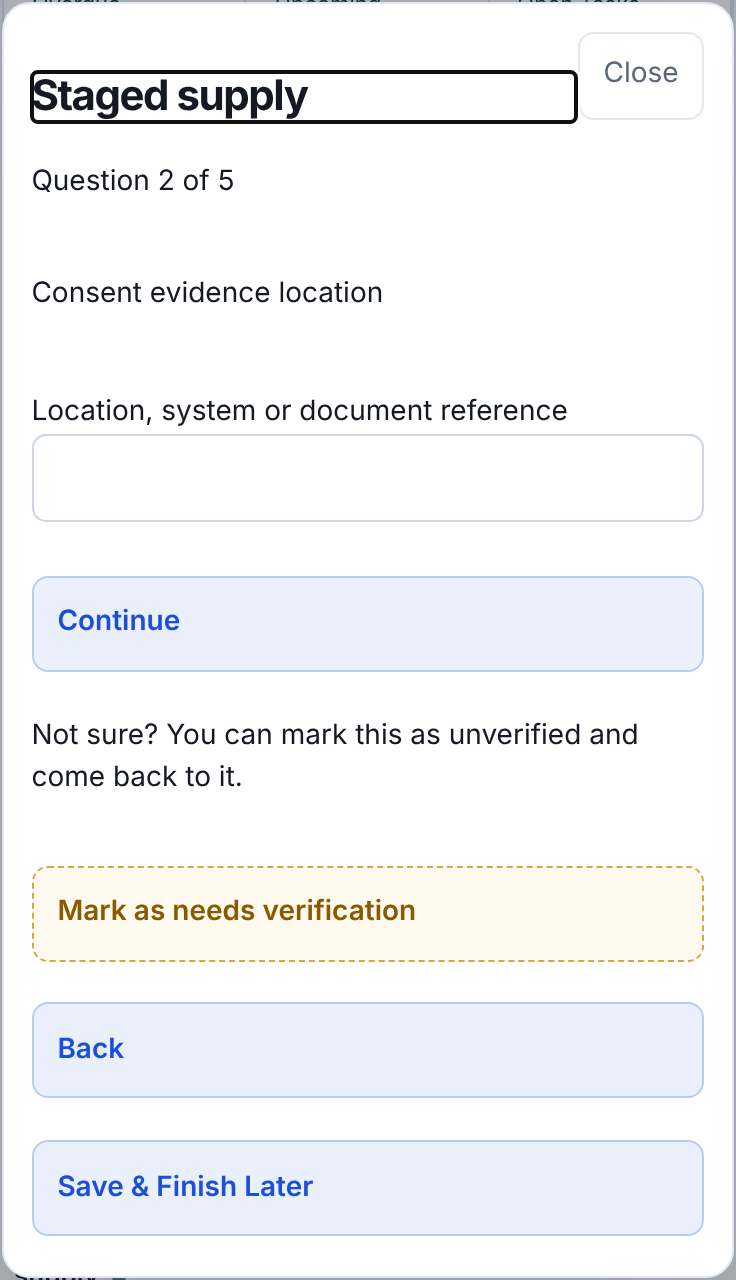 Close
Staged supply
Question 2 of 5
Consent evidence location
Location, system or document reference
Continue
Not sure? You can mark this as unverified and
come back to it.
Mark as needs verification
Back
Save & Finish Later